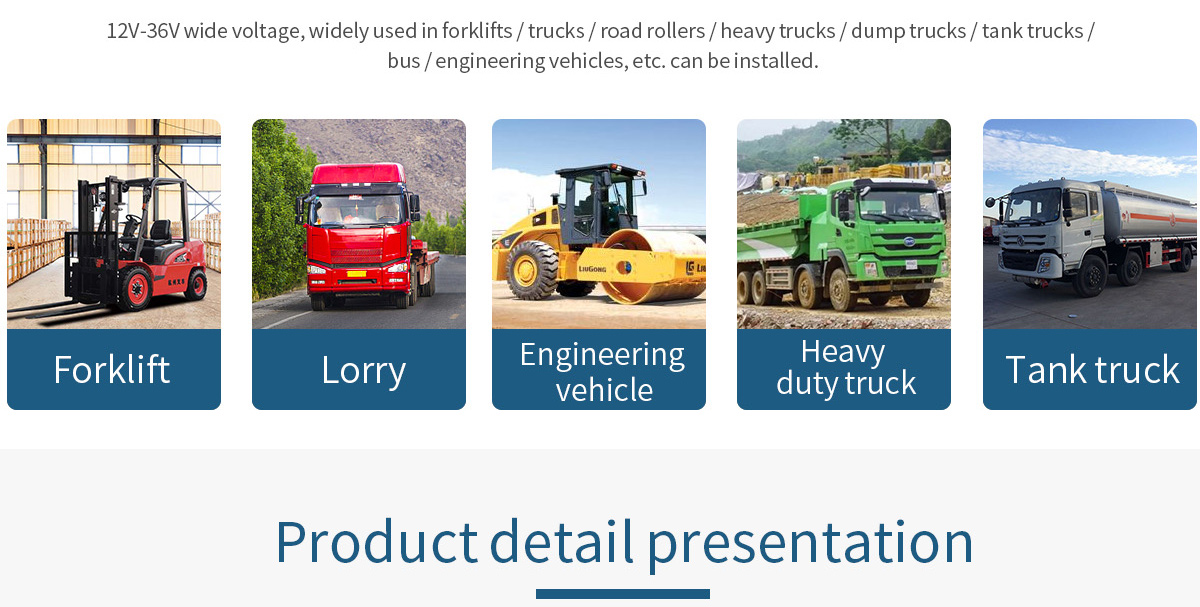 12V-36V wide voltage, widely used in forklifts / trucks / road rollers / heavy trucks / dump trucks / tank trucks /
bus / engineering vehicles, etc. can be installed.
LIUGONG
LG
Forklift
Lorry
Engineering
vehicle
Heavy
duty truck
Tank truck
Product detail presentation